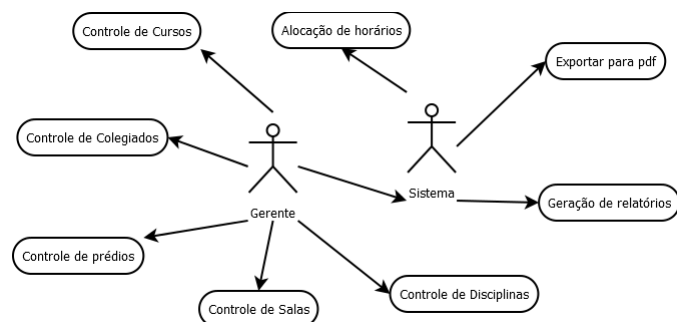 Controle de Cursos
Alocação de horários
Exportar para pdf
Controle de Colegiados
Sistema
Geração de relatórios
Gerente
Controle de prédios
Controle de Salas
Controle de Disciplinas